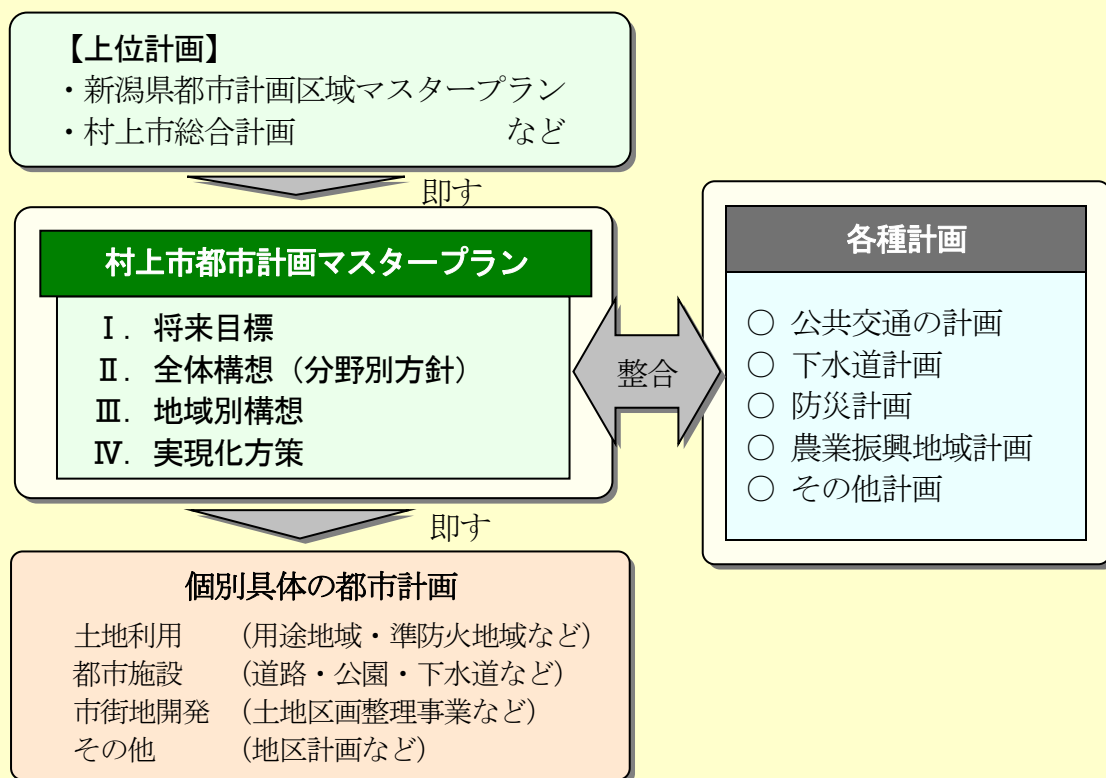 【上位計画】
・新潟県都市計画区域マスタープラン
・村上市総合計画　　　　　　　など
即す
村上市都市計画マスタープラン
Ⅰ．将来目標
Ⅱ．全体構想（分野別方針）
Ⅲ．地域別構想
Ⅳ．実現化方策
整合
各種計画
○ 公共交通の計画
○ 下水道計画
○ 防災計画
○ 農業振興地域計画
○ その他計画
即す
個別具体の都市計画
土地利用　（用途地域・準防火地域など）
都市施設　（道路・公園・下水道など）
市街地開発　（土地区画整理事業など）
その他　（地区計画など）